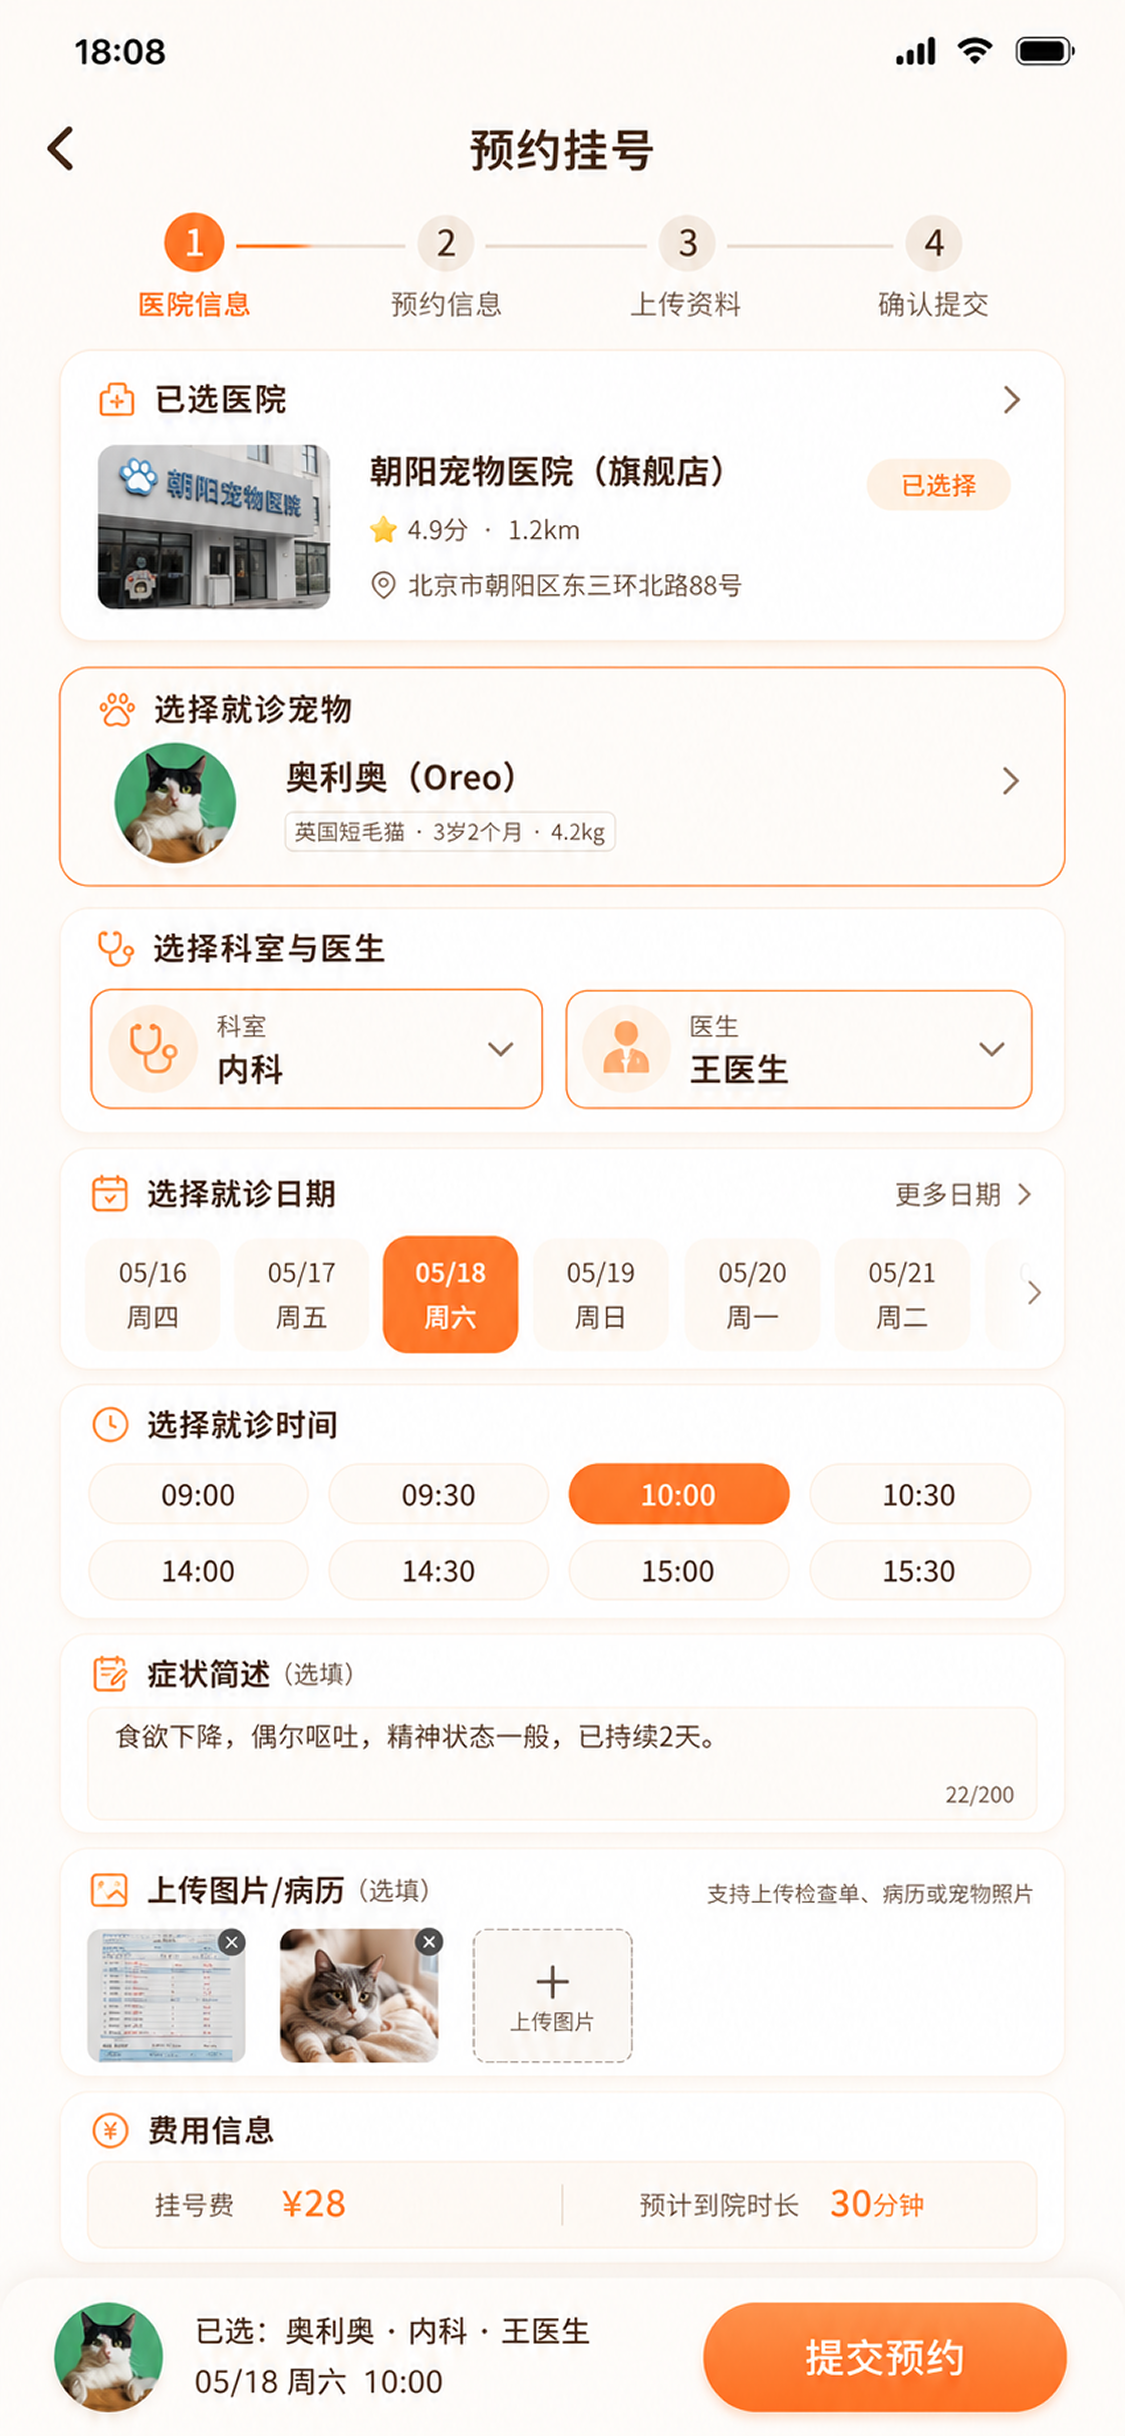 18:08
预约挂号
1
2
3
4
医院信息
预约信息
上传资料
确认提交
已选医院
朝阳宠物医院
朝阳宠物医院（旗舰店）
已选择
4.9分 · 1.2km
北京市朝阳区东三环北路88号
选择就诊宠物
奥利奥（Oreo）
英国短毛猫 · 3岁2个月 · 4.2kg
选择科室与医生
科室
内科
医生
王医生
选择就诊日期
更多日期
05/16
周四
05/17
周五
05/18
周六
05/19
周日
05/20
周一
05/21
周二
选择就诊时间
09:00
09:30
10:00
10:30
14:00
14:30
15:00
15:30
症状简述（选填）
食欲下降，偶尔呕吐，精神状态一般，已持续2天。
22/200
上传图片/病历（选填）
支持上传检查单、病历或宠物照片
上传图片
费用信息
挂号费 ¥28
预计到院时长 30分钟
已选：奥利奥 · 内科 · 王医生
05/18 周六 10:00
提交预约